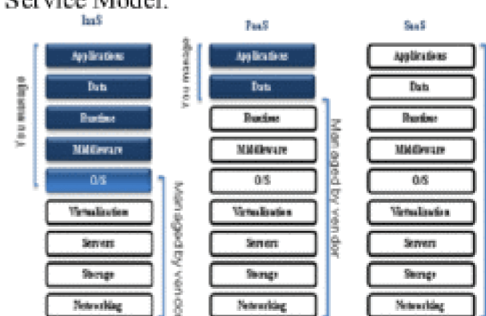 Service Model.
IaaS
PaaS
SaaS
You manage
Applications
Data
Runtime
Middleware
O/S
Virtualization
Servers
Storage
Networking
Managed by vendor
You manage
Applications
Data
Runtime
Middleware
O/S
Virtualization
Servers
Storage
Networking
Managed by vendor
Applications
Data
Runtime
Middleware
O/S
Virtualization
Servers
Storage
Networking